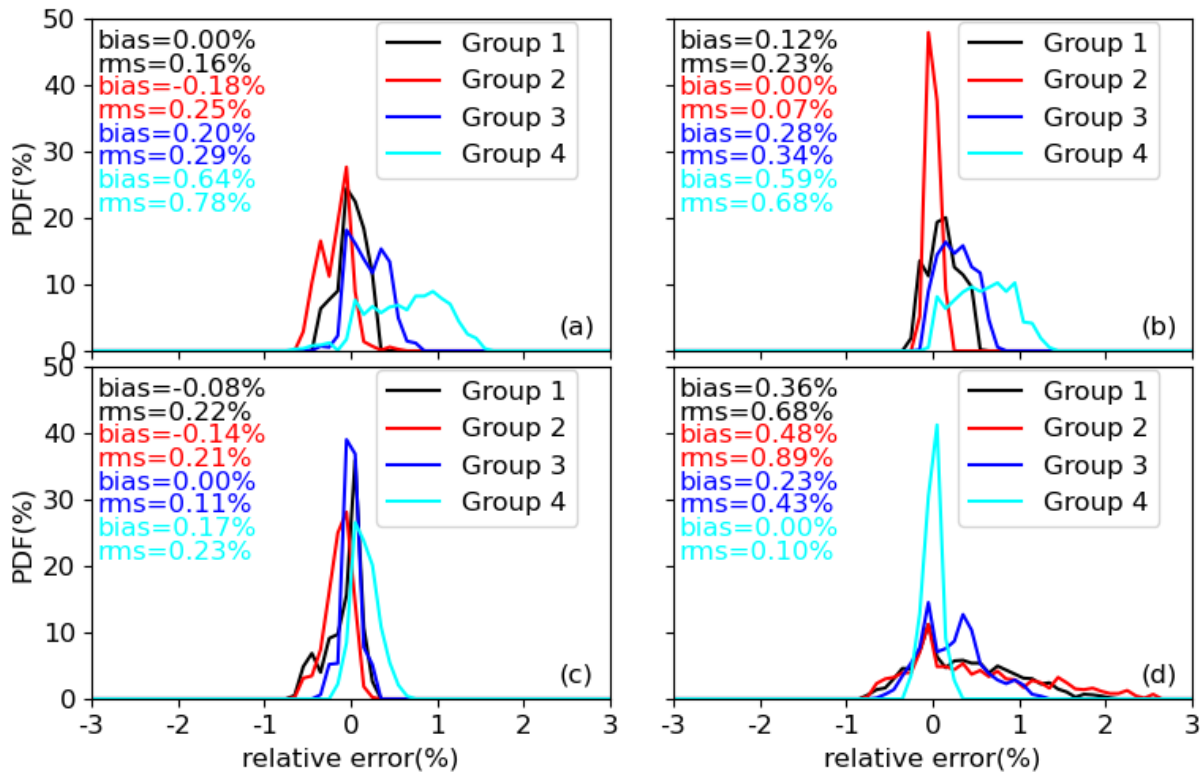 50
40
30
20
10
0
PDF(%)
bias=0.00%
rms=0.16%
bias=-0.18%
rms=0.25%
bias=0.20%
rms=0.29%
bias=0.64%
rms=0.78%
Group 1
Group 2
Group 3
Group 4
(a)
bias=0.12%
rms=0.23%
bias=0.00%
rms=0.07%
bias=0.28%
rms=0.34%
bias=0.59%
rms=0.68%
Group 1
Group 2
Group 3
Group 4
(b)
50
40
30
20
10
0
PDF(%)
bias=-0.08%
rms=0.22%
bias=-0.14%
rms=0.21%
bias=0.00%
rms=0.11%
bias=0.17%
rms=0.23%
Group 1
Group 2
Group 3
Group 4
(c)
-3 -2 -1 0 1 2 3
relative error(%)
bias=0.36%
rms=0.68%
bias=0.48%
rms=0.89%
bias=0.23%
rms=0.43%
bias=0.00%
rms=0.10%
Group 1
Group 2
Group 3
Group 4
(d)
-3 -2 -1 0 1 2 3
relative error(%)